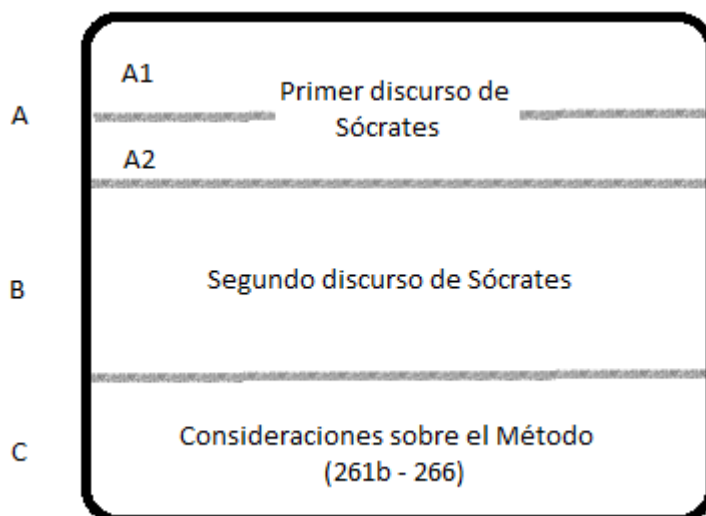 A1
Primer discurso de
Sócrates
A
A2
Segundo discurso de Sócrates
B
Consideraciones sobre el Método
C
(261b - 266)